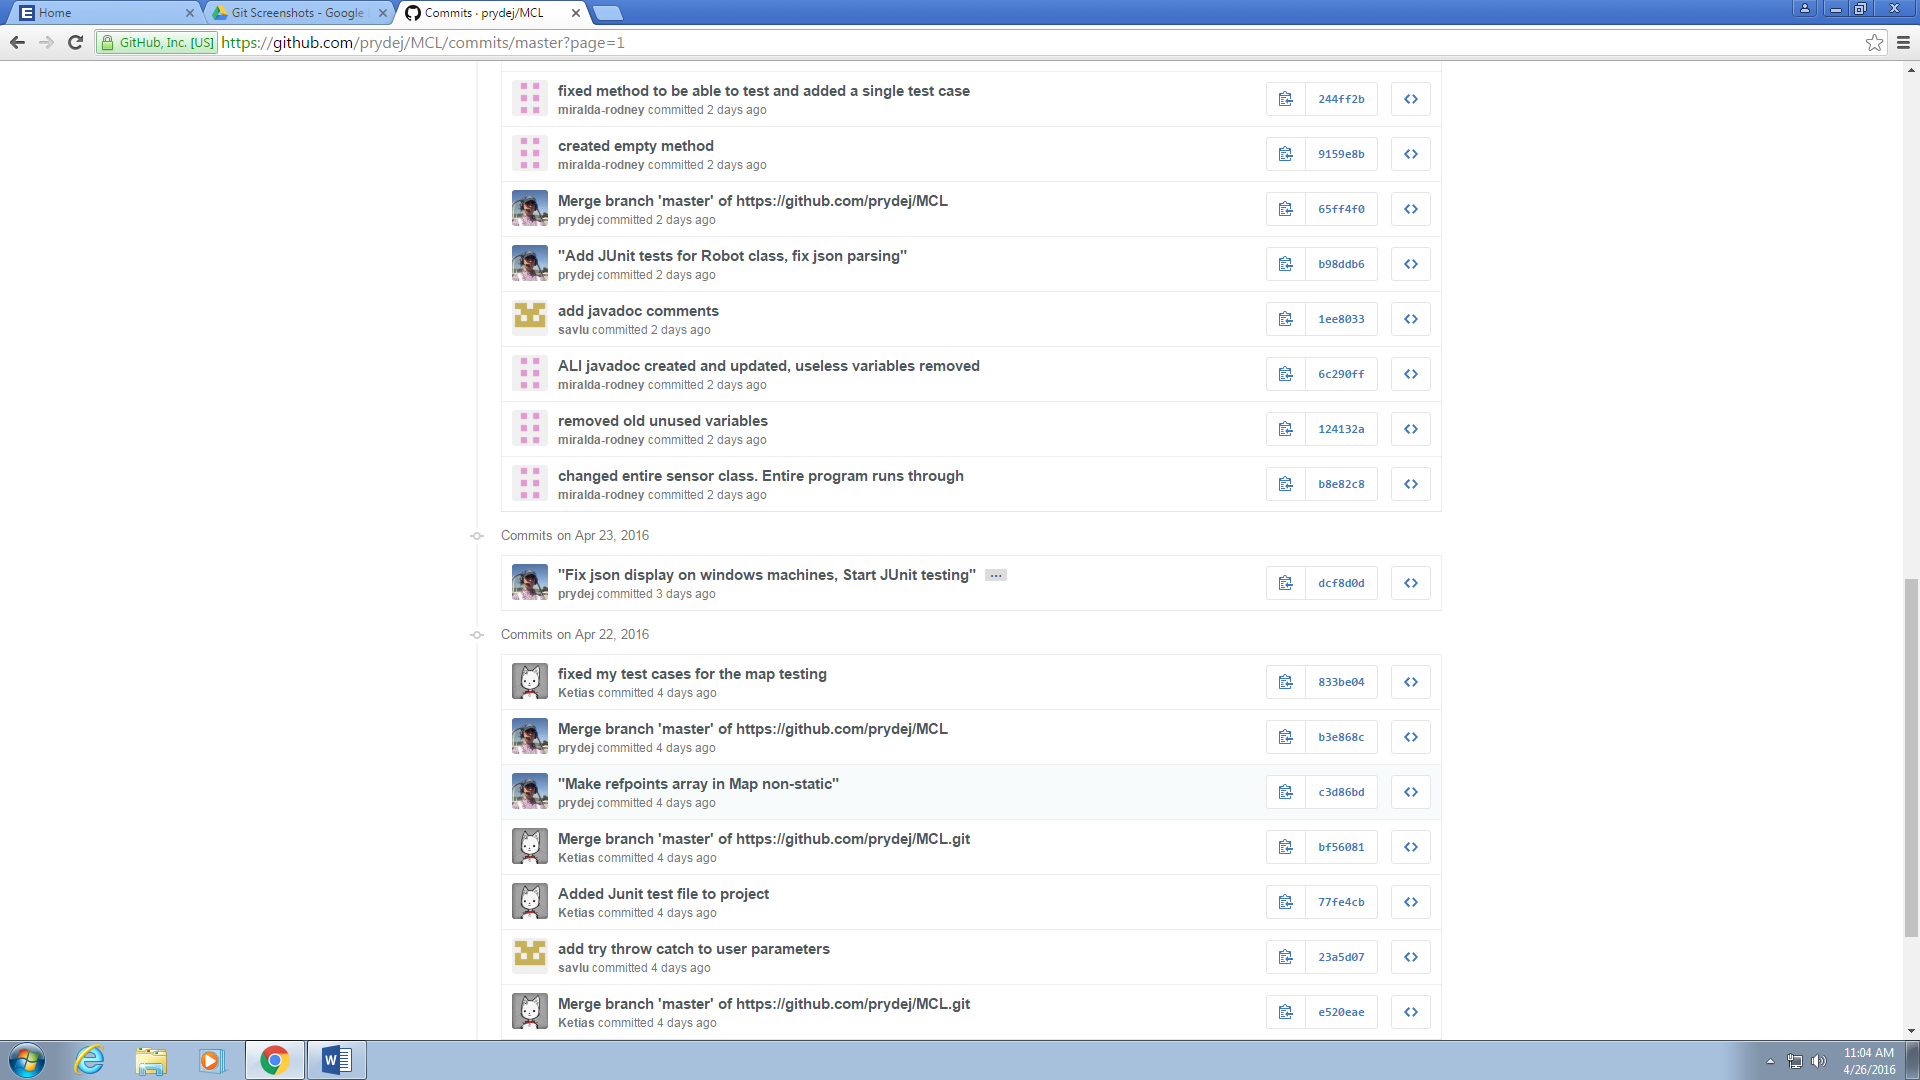 Home
Git Screenshots - Google
Commits · prydej/MCL
GitHub, Inc. [US]
https://github.com/prydej/MCL/commits/master?page=1
fixed method to be able to test and added a single test case
miralda-rodney committed 2 days ago
244ff2b
created empty method
miralda-rodney committed 2 days ago
9159e8b
Merge branch 'master' of https://github.com/prydej/MCL
prydej committed 2 days ago
65ff4f0
"Add JUnit tests for Robot class, fix json parsing"
prydej committed 2 days ago
b98ddb6
add javadoc comments
savlu committed 2 days ago
1ee8033
ALI javadoc created and updated, useless variables removed
miralda-rodney committed 2 days ago
6c290ff
removed old unused variables
miralda-rodney committed 2 days ago
124132a
changed entire sensor class. Entire program runs through
miralda-rodney committed 2 days ago
b8e82c8
Commits on Apr 23, 2016
"Fix json display on windows machines, Start JUnit testing" …
prydej committed 3 days ago
dcf8d0d
Commits on Apr 22, 2016
fixed my test cases for the map testing
Ketias committed 4 days ago
833be04
Merge branch 'master' of https://github.com/prydej/MCL
prydej committed 4 days ago
b3e868c
"Make refpoints array in Map non-static"
prydej committed 4 days ago
c3d86bd
Merge branch 'master' of https://github.com/prydej/MCL.git
Ketias committed 4 days ago
bf56081
Added Junit test file to project
Ketias committed 4 days ago
77fe4cb
add try throw catch to user parameters
savlu committed 4 days ago
23a5d07
Merge branch 'master' of https://github.com/prydej/MCL.git
Ketias committed 4 days ago
e520eae
11:04 AM
4/26/2016